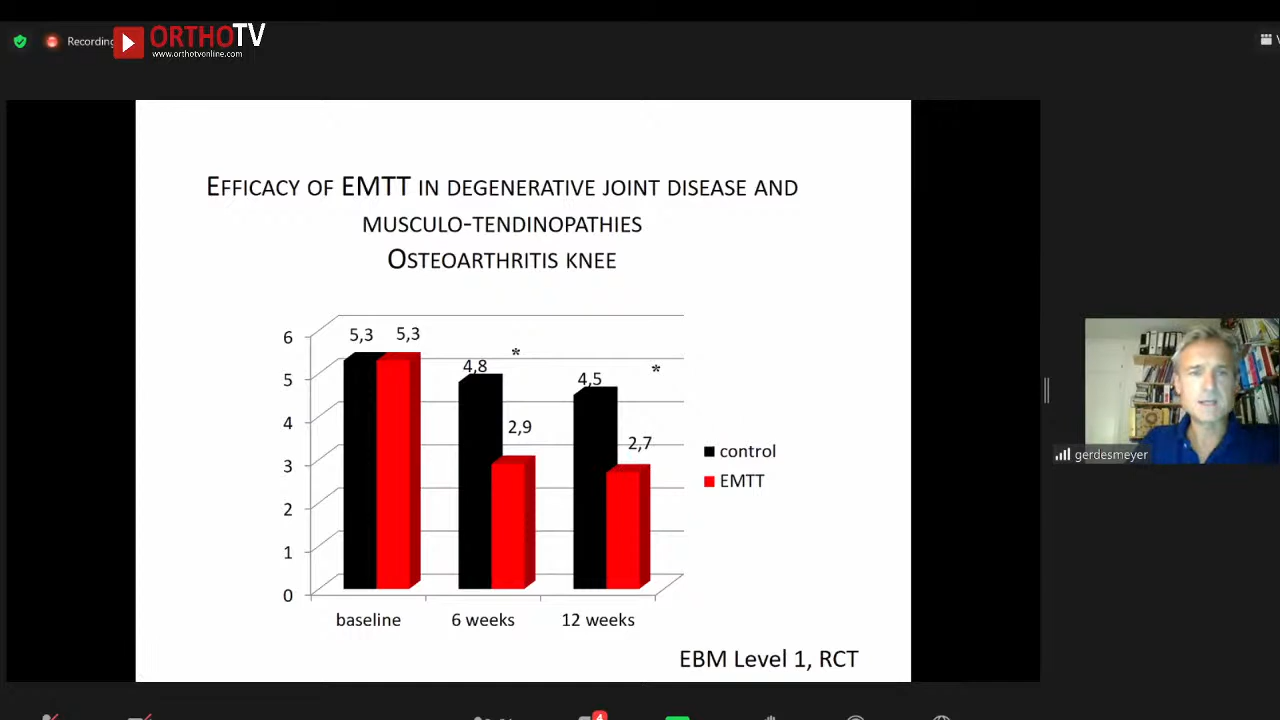 Recording
ORTHOTV
www.orthotvonline.com
EFFICACY OF EMTT IN DEGENERATIVE JOINT DISEASE AND
MUSCULO-TENDINOPATHIES
OSTEOARTHRITIS KNEE
6
5
4
3
2
1
0
5,3
5,3
4,8
*
2,9
4,5
*
2,7
baseline
6 weeks
12 weeks
control
EMTT
EBM Level 1, RCT
gerdesmeyer
4